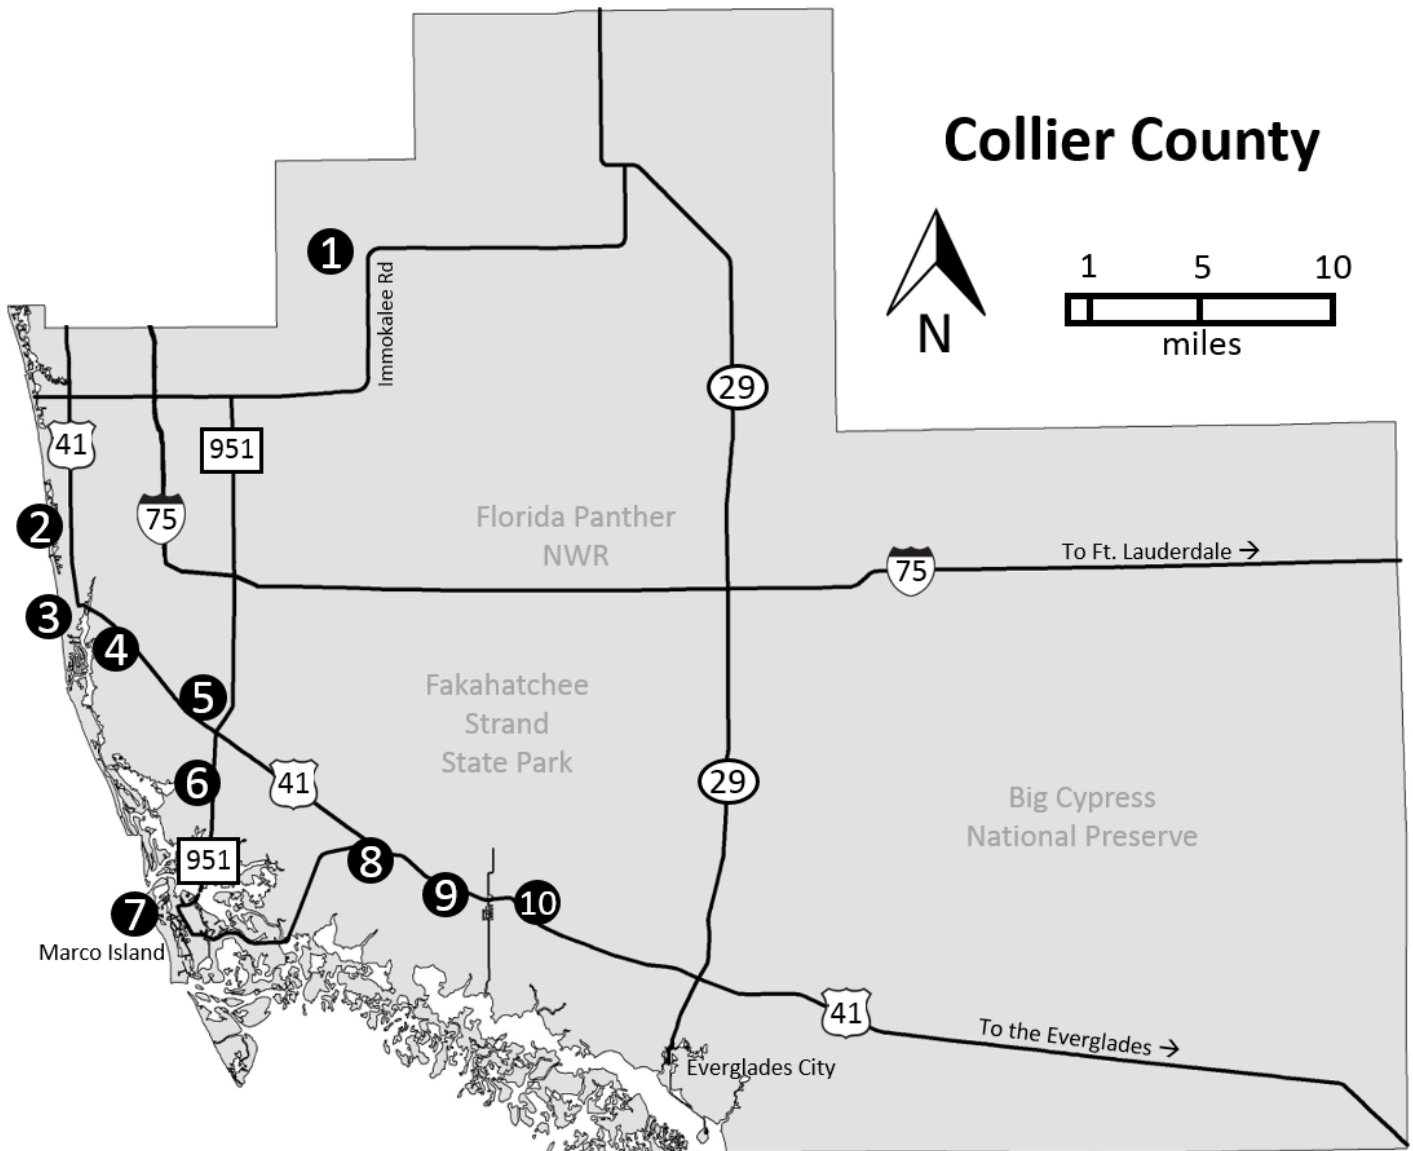 Collier County
1
Immokalee Rd
N
1 5 10
miles
29
41
951
2
75
Florida Panther
NWR
To Ft. Lauderdale →
75
3
4
5
Fakahatchee
Strand
State Park
6
41
29
Big Cypress
National Preserve
951
8
9
10
7
Marco Island
41
To the Everglades →
Everglades City